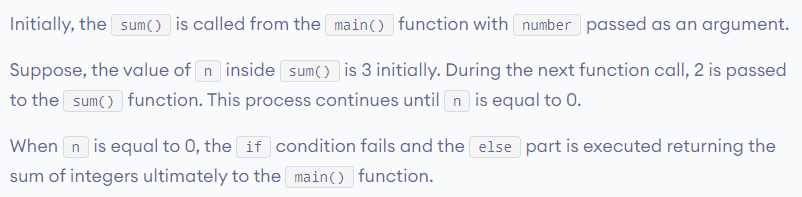 Initially, the sum() is called from the main() function with number passed as an argument.
Suppose, the value of n inside sum() is 3 initially. During the next function call, 2 is passed
to the sum() function. This process continues until n is equal to 0.
When n is equal to 0, the if condition fails and the else part is executed returning the
sum of integers ultimately to the main() function.